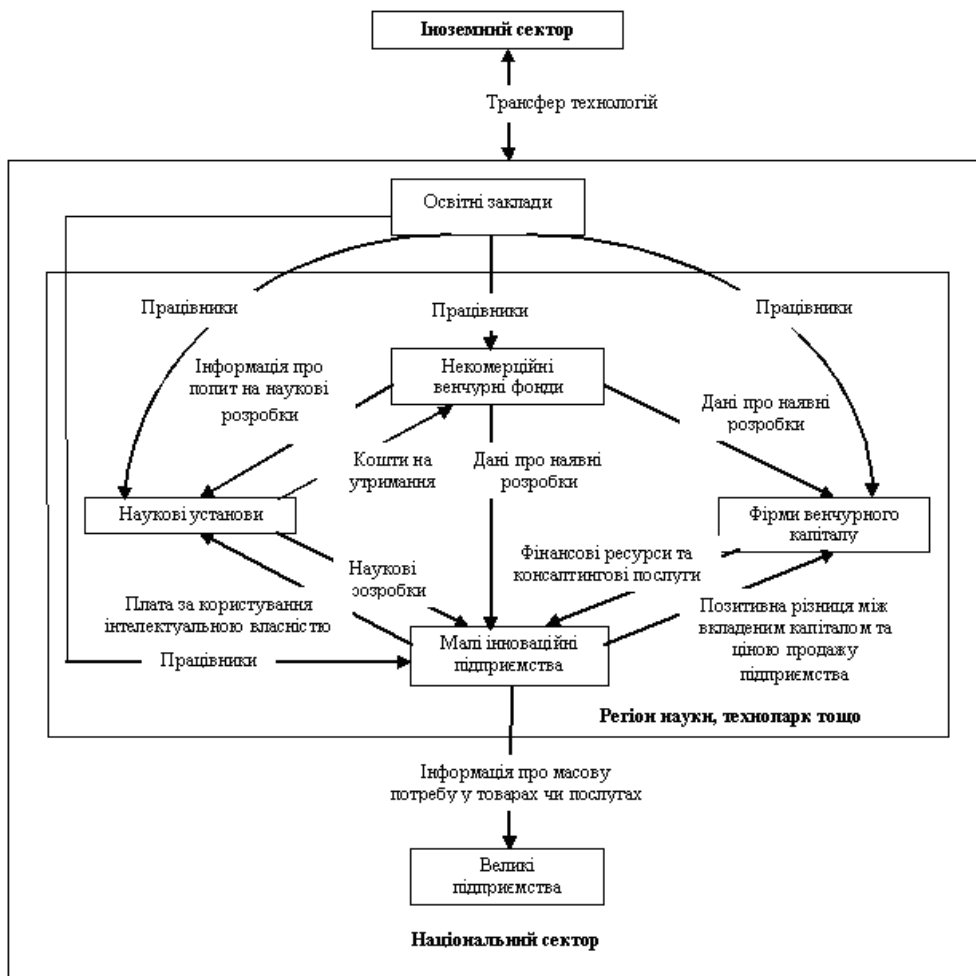 Іноземний сектор
Трансфер технологій
Освітні заклади
Працівники
Працівники
Працівники
Інформація про
попит на наукові
розробки
Некомерційні
венчурні фонди
Дані про наявні
розробки
Кошти на
утримання
Дані про наявні
розробки
Наукові установи
Фірми венчурного
капіталу
Наукові
розробки
Фінансові ресурси та
консалтингові послуги
Плата за користування
інтелектуальною власністю
Малі інноваційні
підприємства
Позитивна різниця між
вкладеним капіталом та
ціною продажу
підприємства
Працівники
Регіон науки, технопарк тощо
Інформація про масову
потребу у товарах чи послугах
Великі
підприємства
Національний сектор